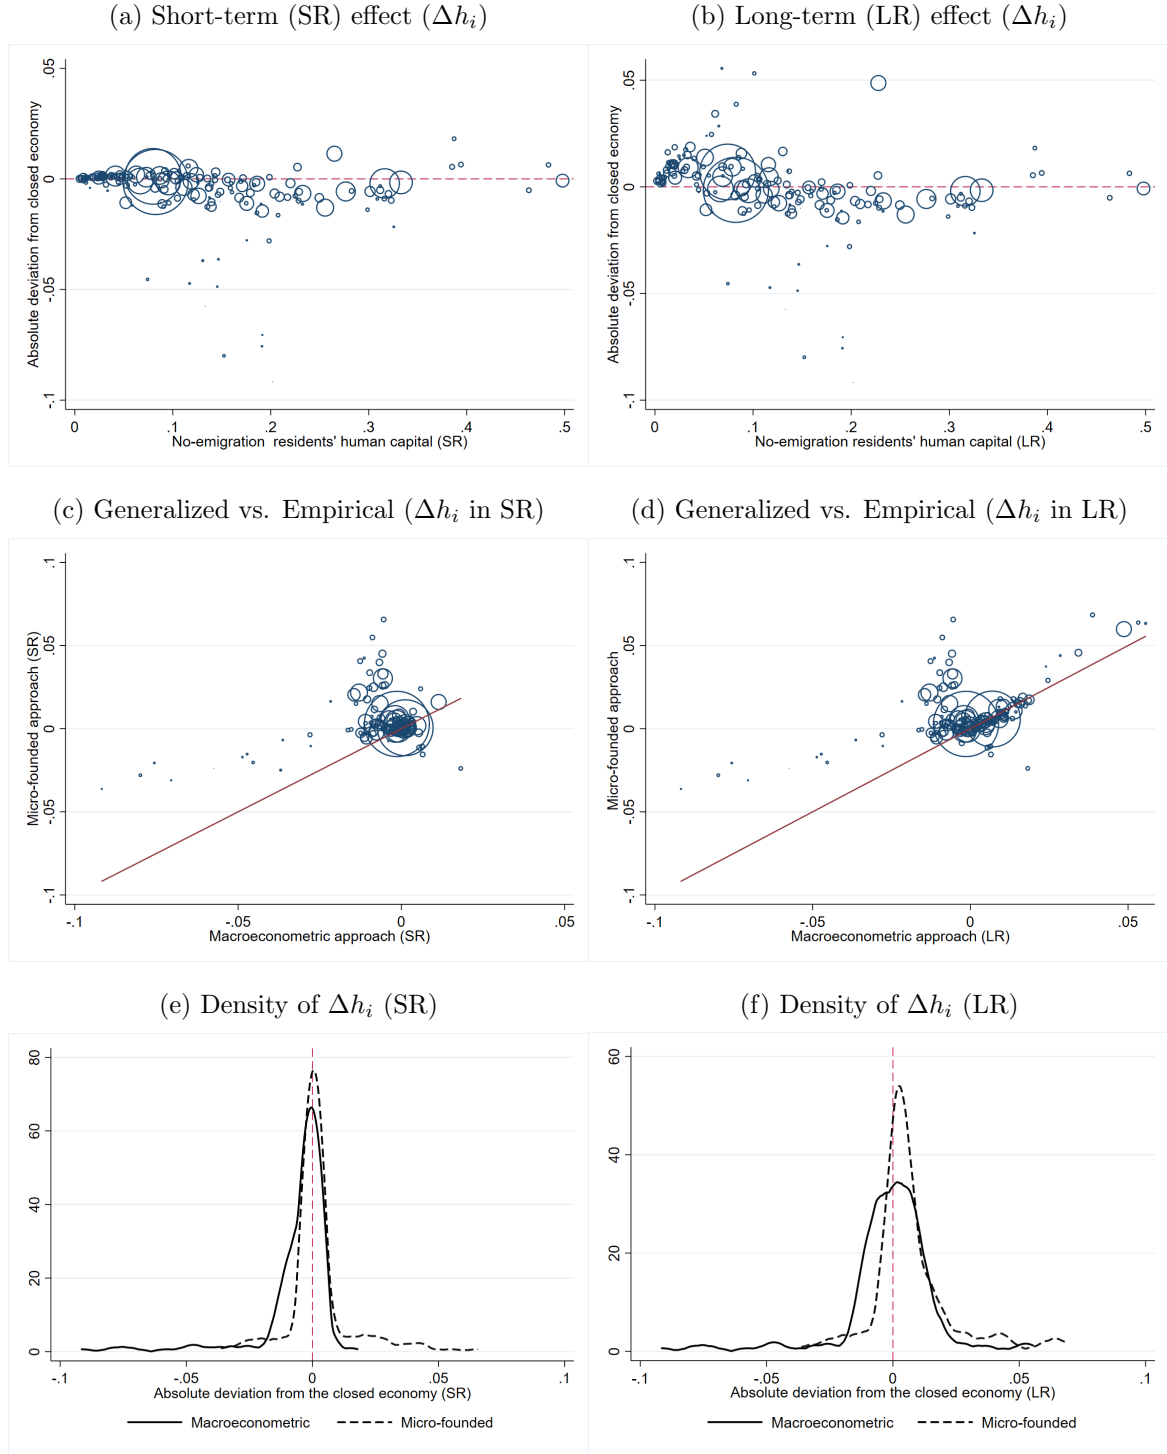 (a) Short-term (SR) effect (Δhᵢ)
Absolute deviation from closed economy
.05
0
-.05
-.1
0 .1 .2 .3 .4 .5
No-emigration residents' human capital (SR)
(b) Long-term (LR) effect (Δhᵢ)
Absolute deviation from closed economy
.05
0
-.05
-.1
0 .1 .2 .3 .4 .5
No-emigration residents' human capital (LR)
(c) Generalized vs. Empirical (Δhᵢ in SR)
Micro-founded approach (SR)
.1
.05
0
-.05
-.1
-.1 -.05 0 .05
Macroeconometric approach (SR)
(d) Generalized vs. Empirical (Δhᵢ in LR)
Micro-founded approach
.1
.05
0
-.05
-.1
-.1 -.05 0 .05
Macroeconometric approach (LR)
(e) Density of Δhᵢ (SR)
80
60
40
20
0
-.1 -.05 0 .05 .1
Absolute deviation from the closed economy (SR)
Macroeconometric Micro-founded
(f) Density of Δhᵢ (LR)
60
40
20
0
-.1 -.05 0 .05 .1
Absolute deviation from the closed economy (LR)
Macroeconometric Micro-founded